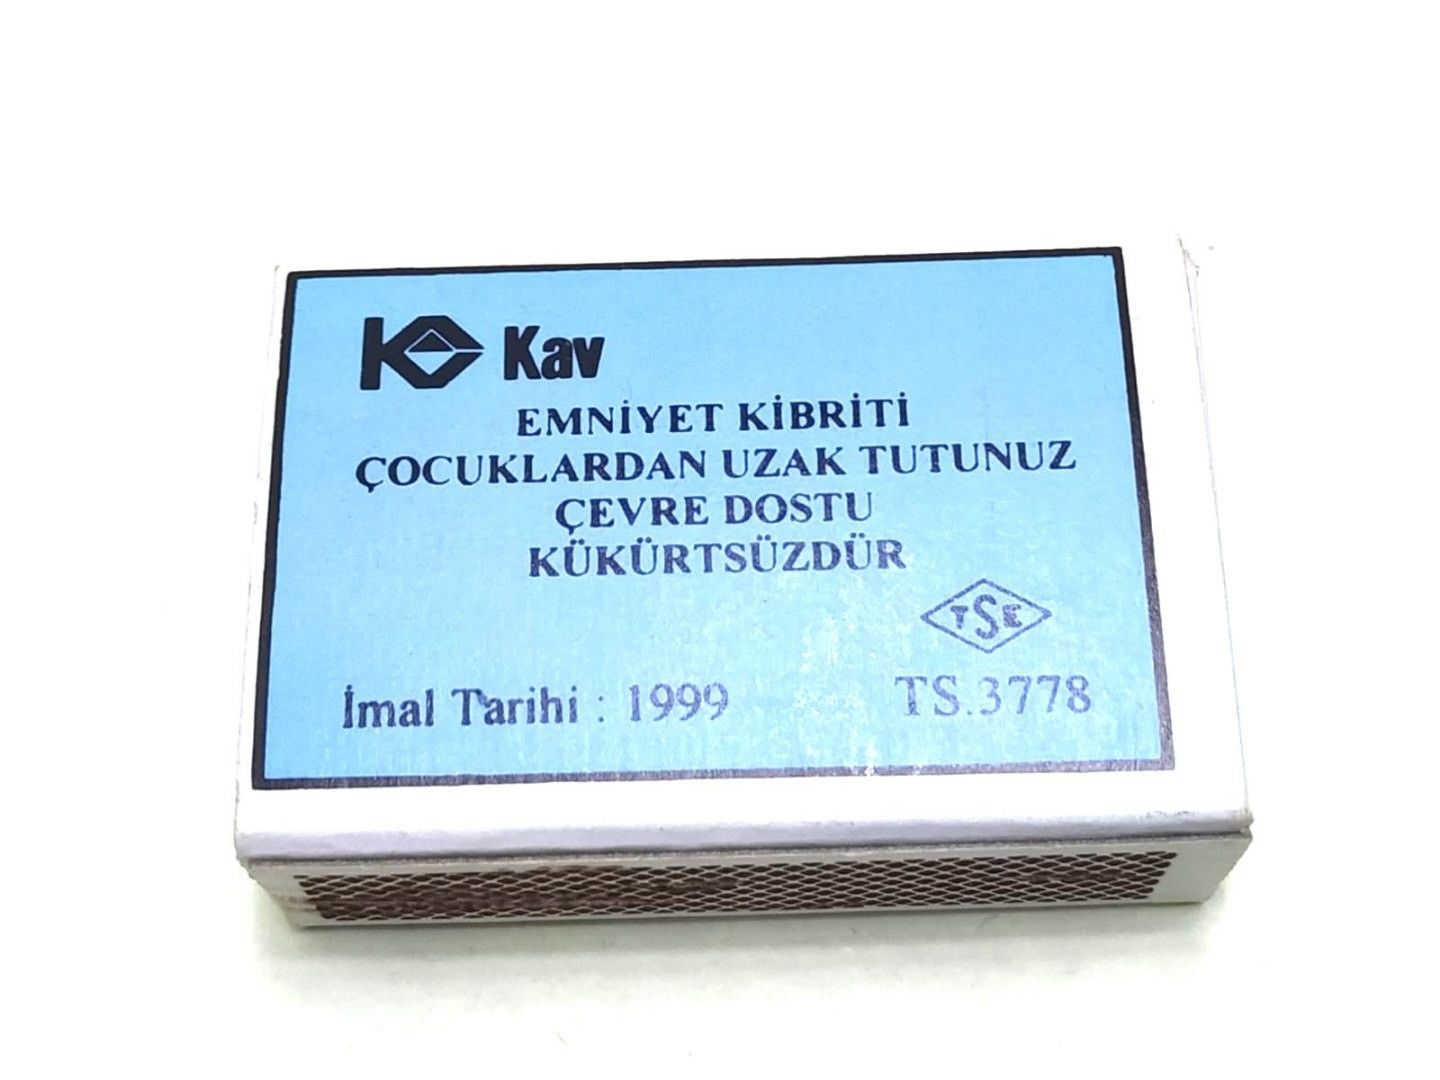 Kav
EMNİYET KİBRİTİ
ÇOCUKLARDAN UZAK TUTUNUZ
ÇEVRE DOSTU
KÜKÜRTSÜZDÜR
TSE
İmal Tarihi : 1999 TS.3778